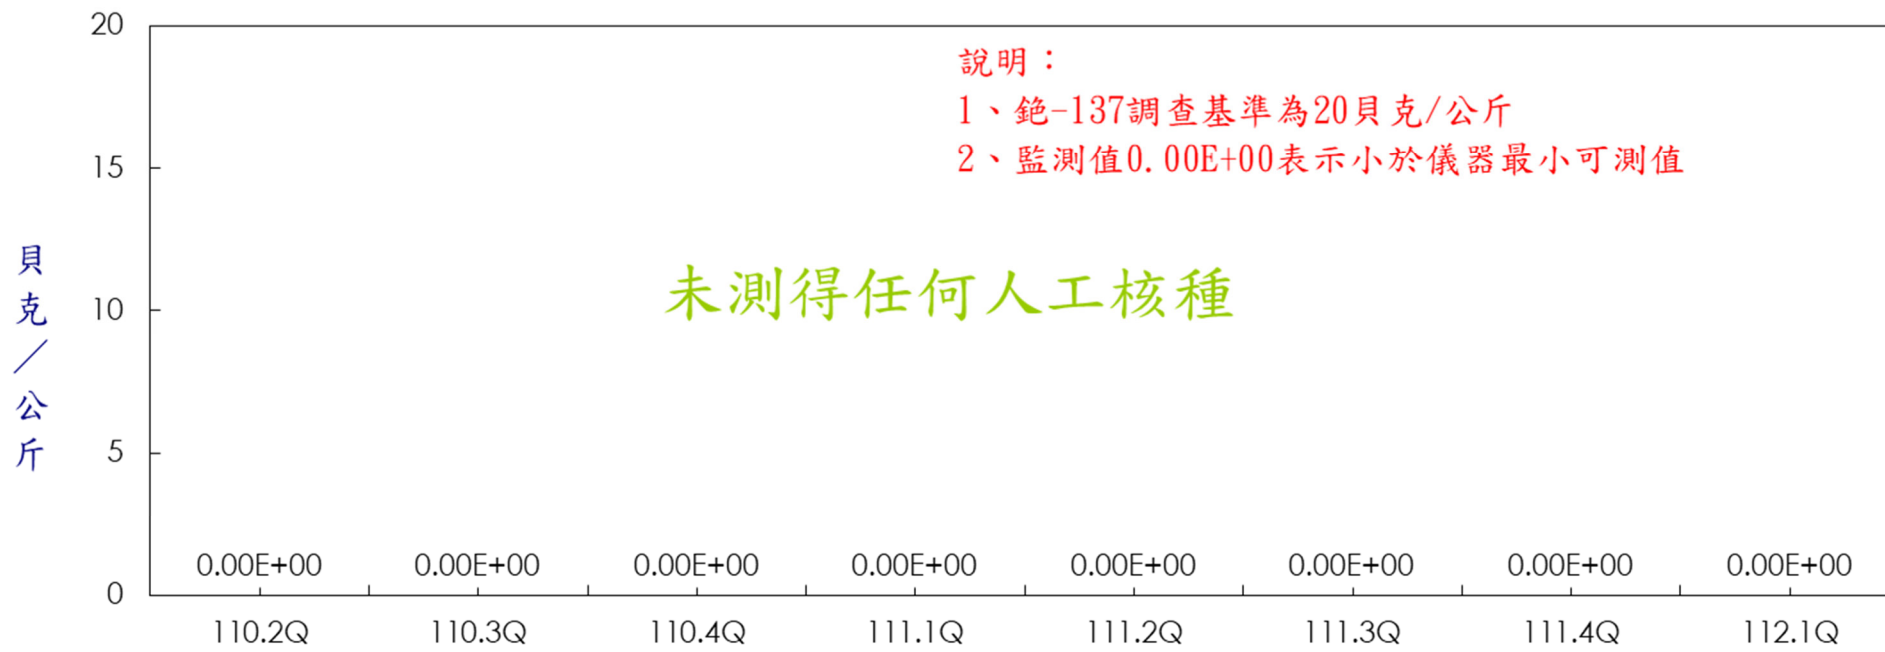 20
說明：
1、銫-137調查基準為20貝克/公斤
2、監測值0.00E+00表示小於儀器最小可測值
15
貝克／公斤
未測得任何人工核種
10
5
0.00E+00 0.00E+00 0.00E+00 0.00E+00 0.00E+00 0.00E+00 0.00E+00 0.00E+00
0
110.2Q 110.3Q 110.4Q 111.1Q 111.2Q 111.3Q 111.4Q 112.1Q